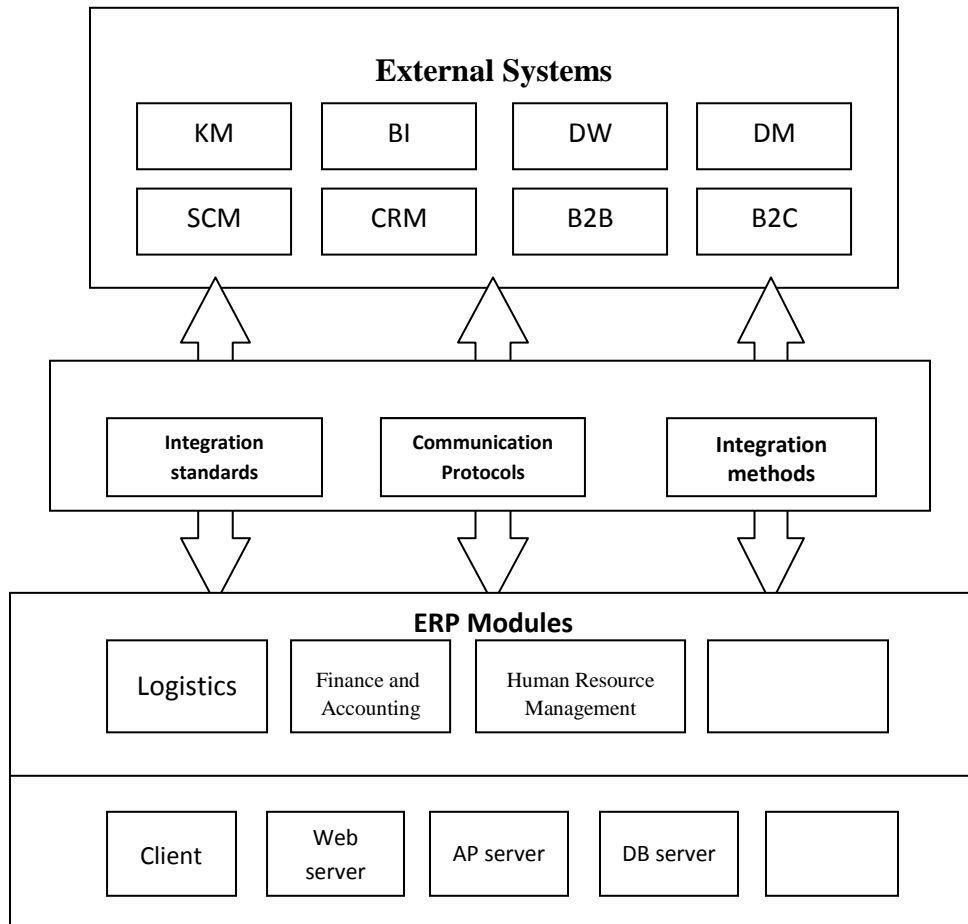 External Systems
KM BI DW DM
SCM CRM B2B B2C
Integration
standards
Communication
Protocols
Integration
methods
ERP Modules
Logistics
Finance and
Accounting
Human Resource
Management
Client
Web
server
AP server
DB server